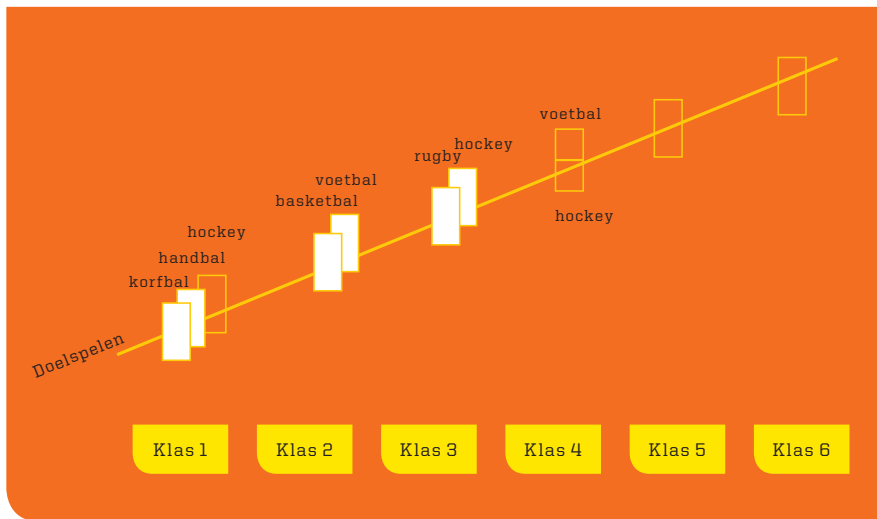 voetbal
hockey
rugby
voetbal
basketbal
hockey
handbal
korfbal
hockey
Doelspelen
Klas 1
Klas 2
Klas 3
Klas 4
Klas 5
Klas 6